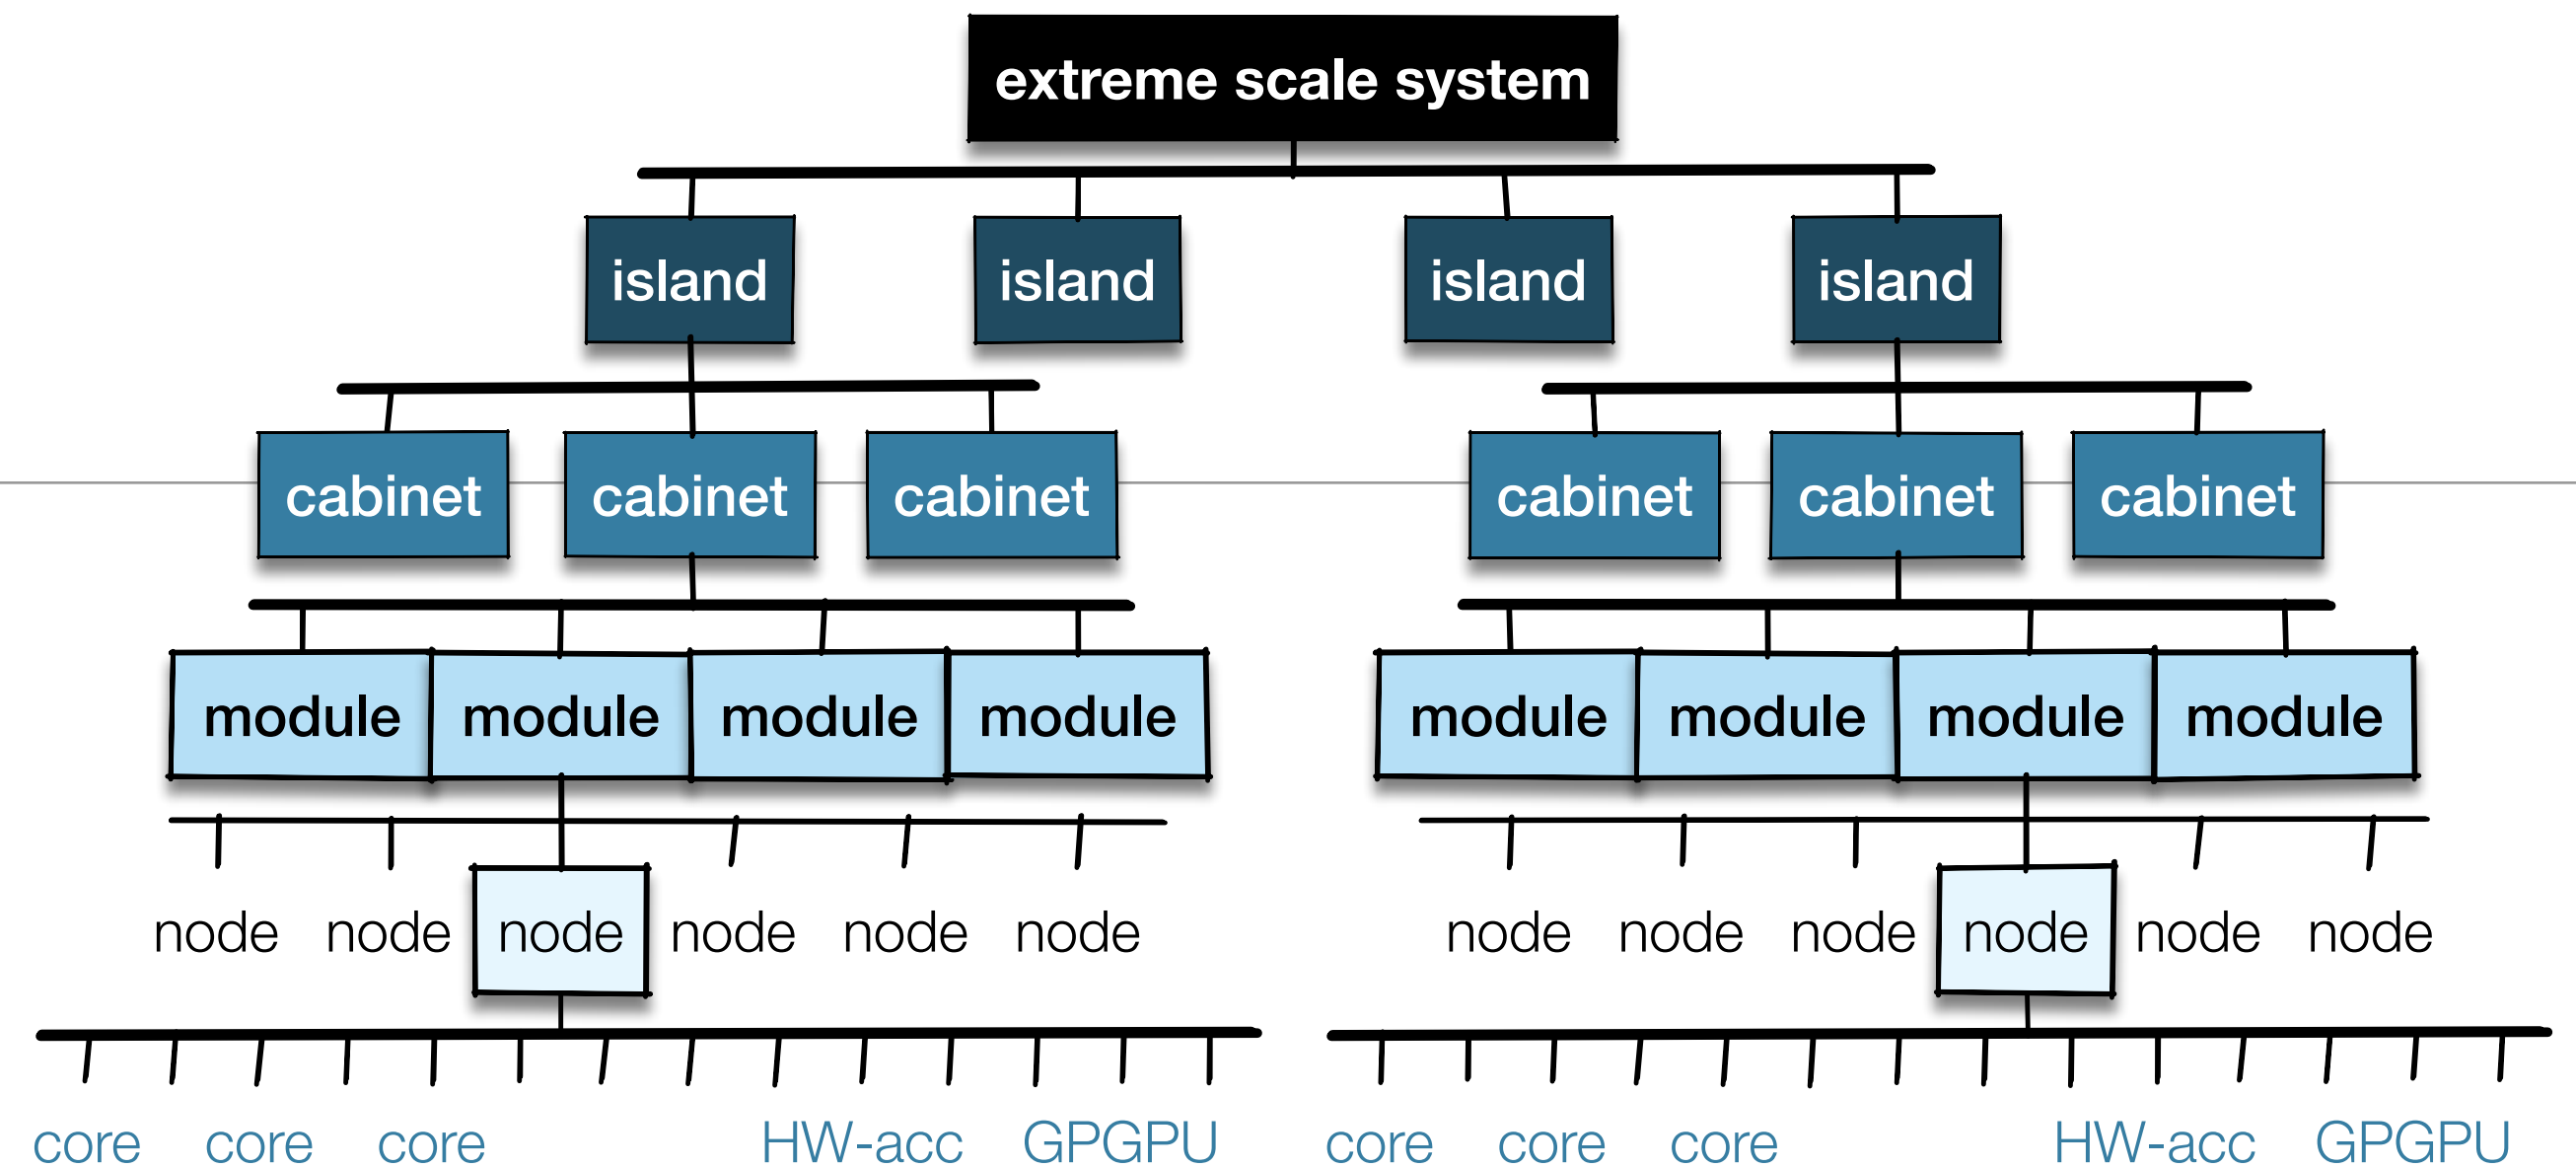 extreme scale system
island island island island
cabinet cabinet cabinet cabinet cabinet cabinet
module module module module module module module module
node node node node node node node node node node node node
core core core HW-acc GPGPU core core core HW-acc GPGPU